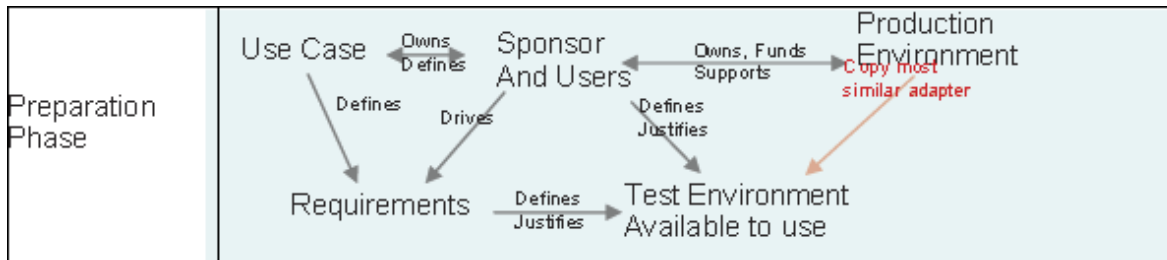 Preparation
Phase
Use Case
Owns
Defines
Sponsor
And Users
Owns, Funds
Supports
Production
Environment
Copy most
similar adapter
Defines
Drives
Defines
Justifies
Requirements
Defines
Justifies
Test Environment
Available to use